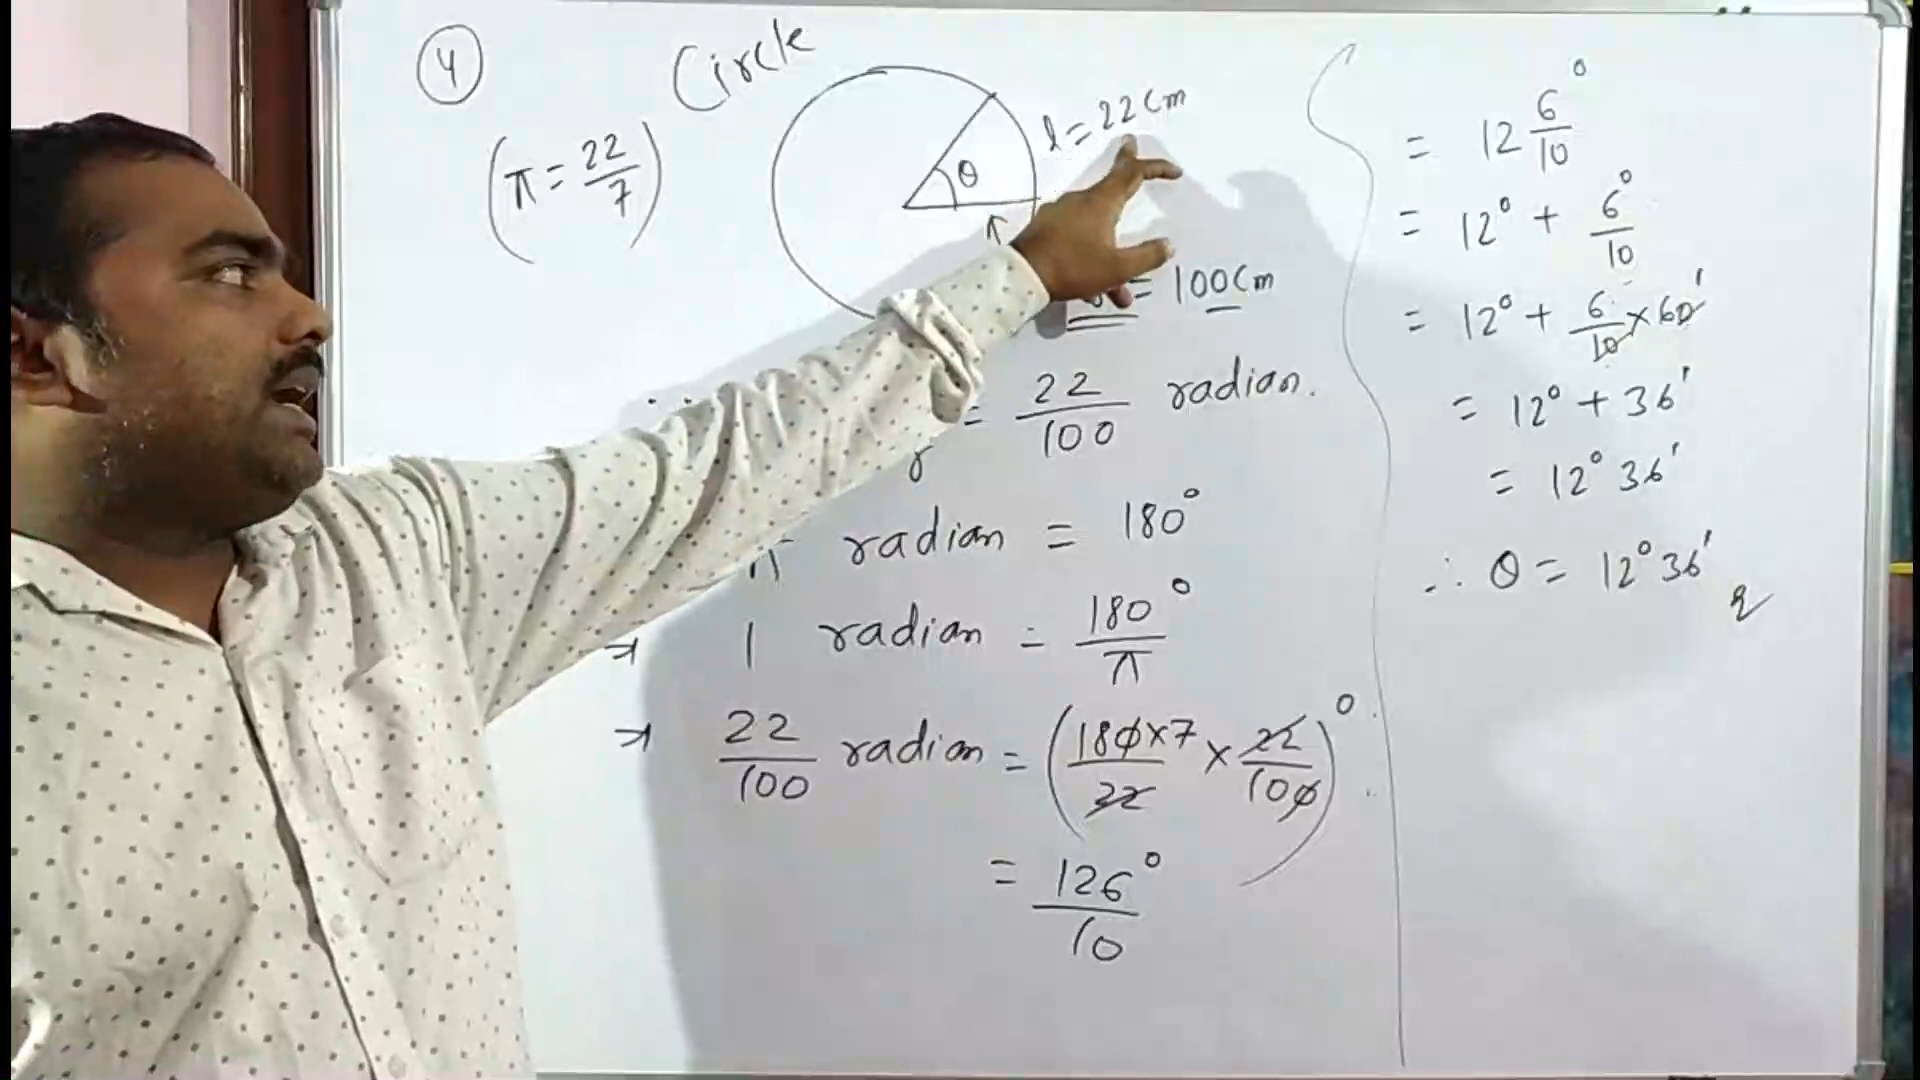 4
Circle
(π = 22/7)
θ
l = 22 Cm
= 100 Cm
r = 22/100 radian.
π radian = 180°
⇒ 1 radian = 180°/π
⇒ 22/100 radian = (180×7/22 × 22/100)°
= 126°/10
= 12 6/10°
= 12° + 6°/10
= 12° + 6/10 × 60'
= 12° + 36'
= 12° 36'
∴ θ = 12° 36'